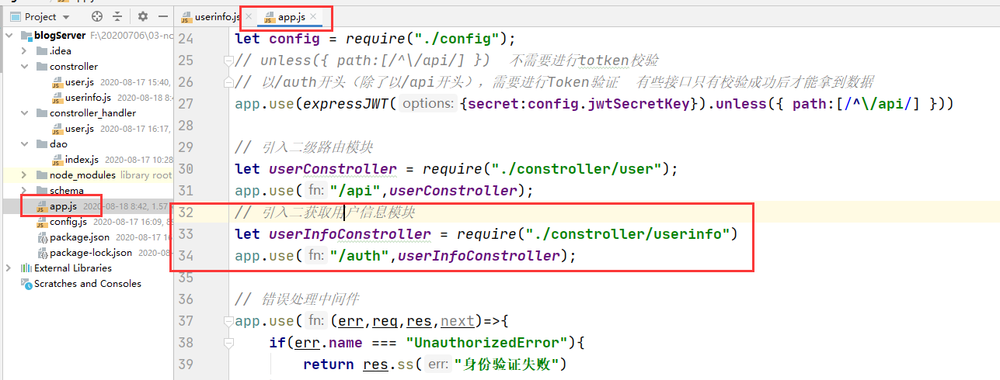 Project
blogServer F:\20200706\03-no
.idea
constroller
user.js 2020-08-17 15:40,
userinfo.js 2020-08-18 8:4
constroller_handler
user.js 2020-08-17 16:17,
dao
index.js 2020-08-17 10:28
node_modules library root
schema
app.js 2020-08-18 8:42, 1.57
config.js 2020-08-17 16:09, 8
package.json 2020-08-17 16
package-lock.json 2020-08-
External Libraries
Scratches and Consoles
userinfo.js
app.js
24 let config = require("./config");
25 // unless({ path:[/^\/api/] }) 不需要进行totken校验
26 // 以/auth开头（除了以/api开头），需要进行Token验证 有些接口只有校验成功后才能拿到数据
27 app.use(expressJWT( options: {secret:config.jwtSecretKey}).unless({ path:[/^\/api/] }))
28
29 // 引入二级路由模块
30 let userConstroller = require("./constroller/user");
31 app.use( fn: "/api",userConstroller);
32 // 引入二获取用户信息模块
33 let userInfoConstroller = require("./constroller/userinfo")
34 app.use( fn: "/auth",userInfoConstroller);
35
36 // 错误处理中间件
37 app.use( fn: (err,req,res,next)=>{
38 if(err.name === "UnauthorizedError"){
39 return res.ss( err: "身份验证失败")